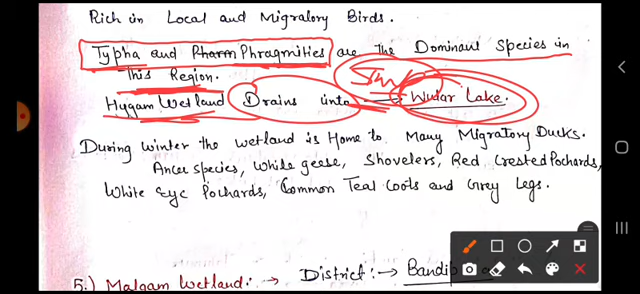 Rich in Local and Migratory Birds.
Typha and Pharm Phragmities are the Dominant Species in
This Region.
Hygam Wetland Drains into → Wular Lake.
During winter the wetland is Home to Many Migratory Ducks.
Ancer species, White geese, Shovelers, Red Crested Pochards,
White eye Pochards, Common Teal Coots and Grey Legs.
5.) Malgam Wetland:→ District:→ Bandip